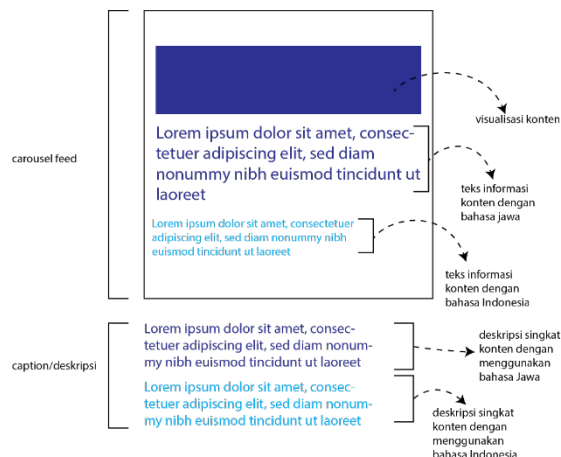 visualisasi konten
Lorem ipsum dolor sit amet, consec-
tetuer adipiscing elit, sed diam
nonummy nibh euismod tincidunt ut
laoreet
carousel feed
teks informasi
konten dengan
bahasa jawa
Lorem ipsum dolor sit amet, consectetuer
adipiscing elit, sed diam nonummy nibh
euismod tincidunt ut laoreet
teks informasi
konten dengan
bahasa Indonesia
Lorem ipsum dolor sit amet, consec-
tetuer adipiscing elit, sed diam nonum-
my nibh euismod tincidunt ut laoreet
deskripsi singkat
konten dengan
menggunakan
bahasa Jawa
caption/deskripsi
Lorem ipsum dolor sit amet, consec-
tetuer adipiscing elit, sed diam nonum-
my nibh euismod tincidunt ut laoreet
deskripsi singkat
konten dengan
menggunakan
bahasa Indonesia